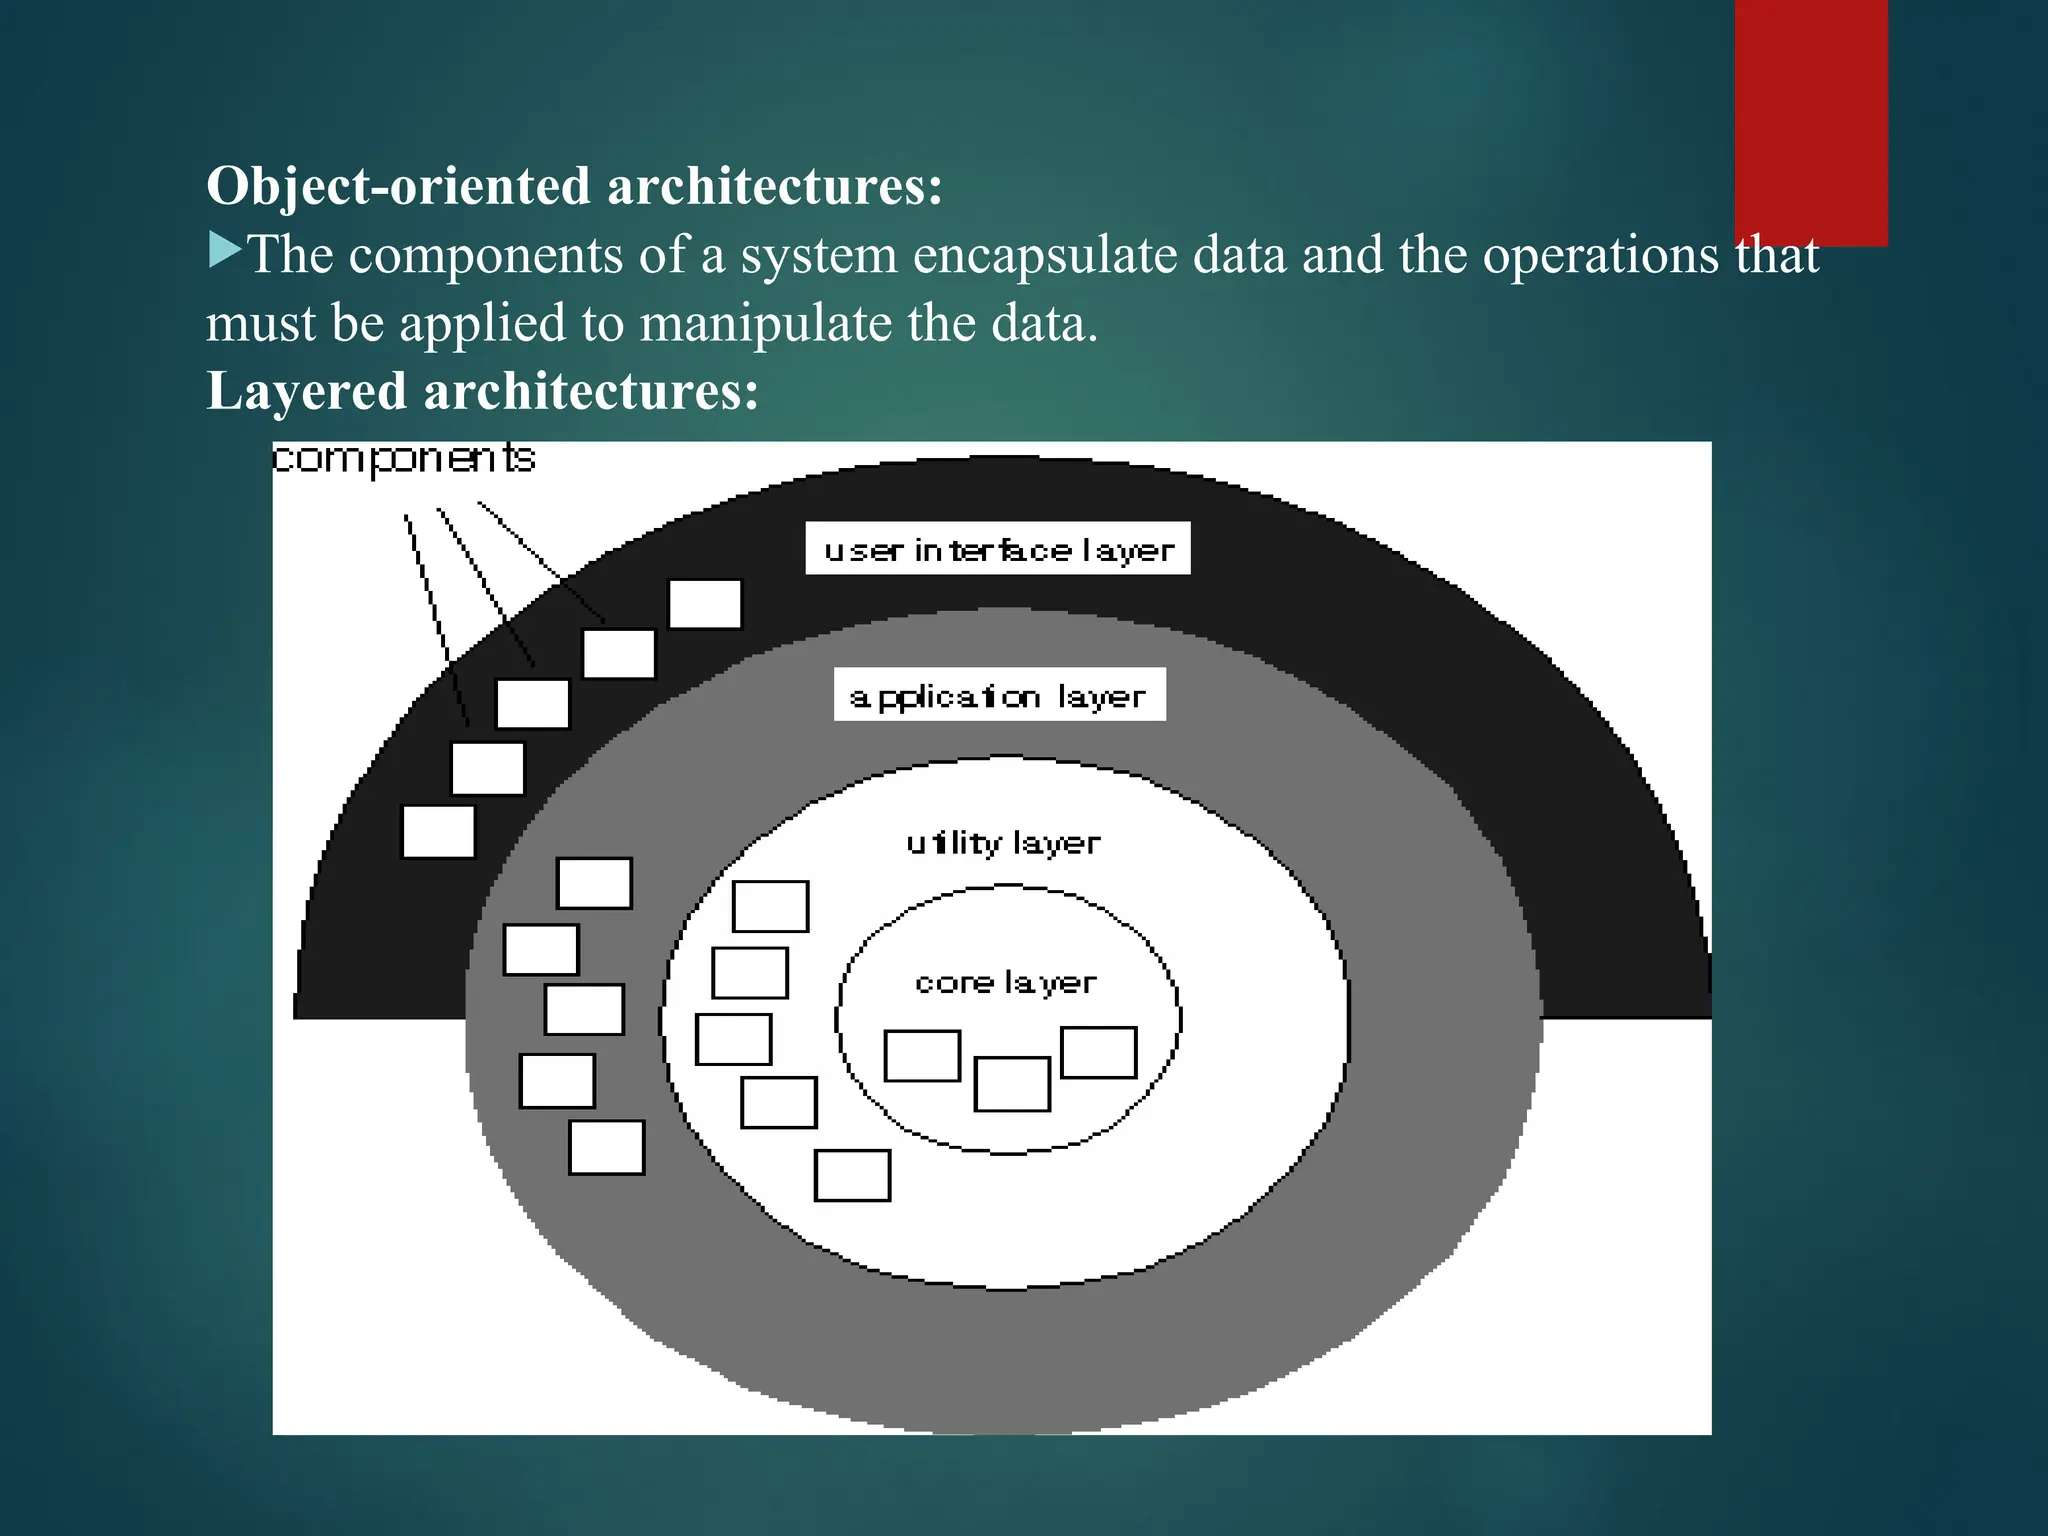 Object-oriented architectures:
The components of a system encapsulate data and the operations that
must be applied to manipulate the data.
Layered architectures:
components
user interface layer
application layer
utility layer
core layer